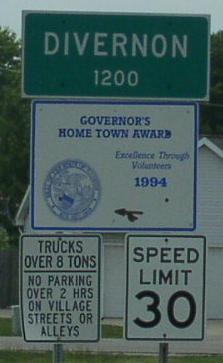 DIVERNON
1200
GOVERNOR'S
HOME TOWN AWARD
Excellence Through
Volunteers
1994
TRUCKS
OVER 8 TONS
NO PARKING
OVER 2 HRS
ON VILLAGE
STREETS OR
ALLEYS
SPEED
LIMIT
30